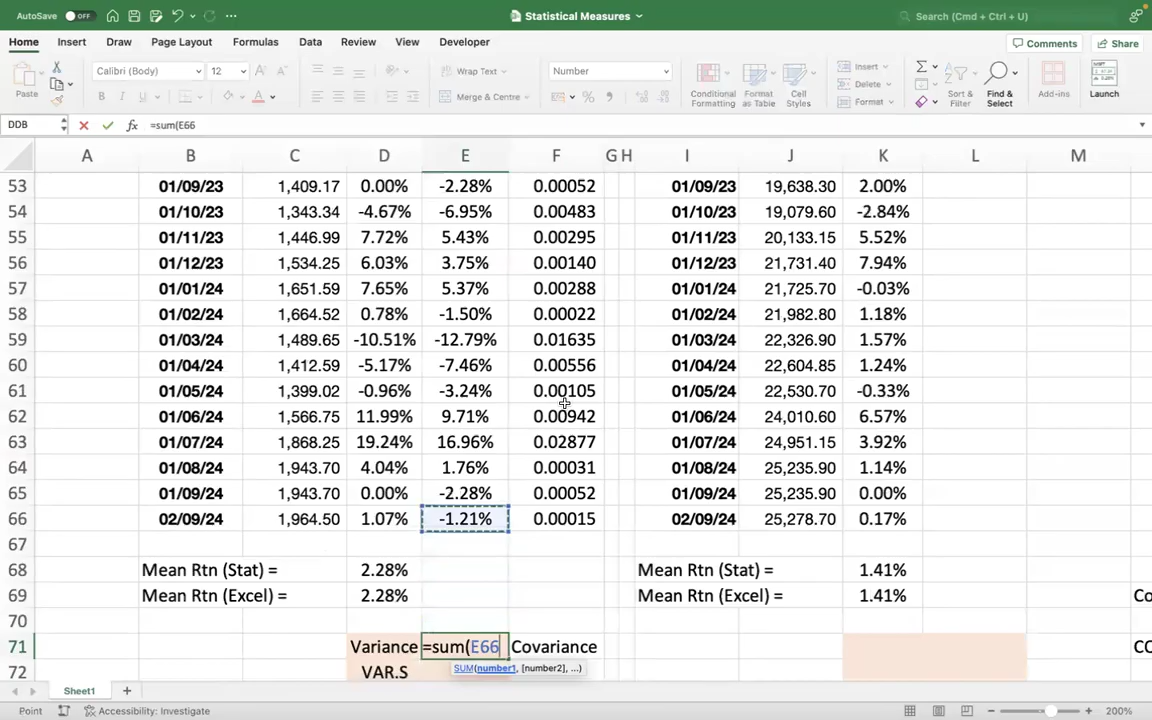 AutoSave OFF Statistical Measures Search (Cmd + Ctrl + U)
Home Insert Draw Page Layout Formulas Data Review View Developer Comments Share
Paste Calibri (Body) 12 A A Wrap Text Number Conditional Formatting Format as Table Cell Styles Insert Delete Format Sort & Filter Find & Select Add-ins Launch
B I U A Merge & Centre % ,
DDB fx =sum(E66
A B C D E F G H I J K L M
53 01/09/23 1,409.17 0.00% -2.28% 0.00052 01/09/23 19,638.30 2.00%
54 01/10/23 1,343.34 -4.67% -6.95% 0.00483 01/10/23 19,079.60 -2.84%
55 01/11/23 1,446.99 7.72% 5.43% 0.00295 01/11/23 20,133.15 5.52%
56 01/12/23 1,534.25 6.03% 3.75% 0.00140 01/12/23 21,731.40 7.94%
57 01/01/24 1,651.59 7.65% 5.37% 0.00288 01/01/24 21,725.70 -0.03%
58 01/02/24 1,664.52 0.78% -1.50% 0.00022 01/02/24 21,982.80 1.18%
59 01/03/24 1,489.65 -10.51% -12.79% 0.01635 01/03/24 22,326.90 1.57%
60 01/04/24 1,412.59 -5.17% -7.46% 0.00556 01/04/24 22,604.85 1.24%
61 01/05/24 1,399.02 -0.96% -3.24% 0.00105 01/05/24 22,530.70 -0.33%
62 01/06/24 1,566.75 11.99% 9.71% 0.00942 01/06/24 24,010.60 6.57%
63 01/07/24 1,868.25 19.24% 16.96% 0.02877 01/07/24 24,951.15 3.92%
64 01/08/24 1,943.70 4.04% 1.76% 0.00031 01/08/24 25,235.90 1.14%
65 01/09/24 1,943.70 0.00% -2.28% 0.00052 01/09/24 25,235.90 0.00%
66 02/09/24 1,964.50 1.07% -1.21% 0.00015 02/09/24 25,278.70 0.17%
67
68 Mean Rtn (Stat) = 2.28% Mean Rtn (Stat) = 1.41%
69 Mean Rtn (Excel) = 2.28% Mean Rtn (Excel) = 1.41% Co
70
71 Variance =sum(E66 Covariance CC
72 VAR.S SUM(number1, [number2], ...)
Sheet1
Point Accessibility: Investigate 200%